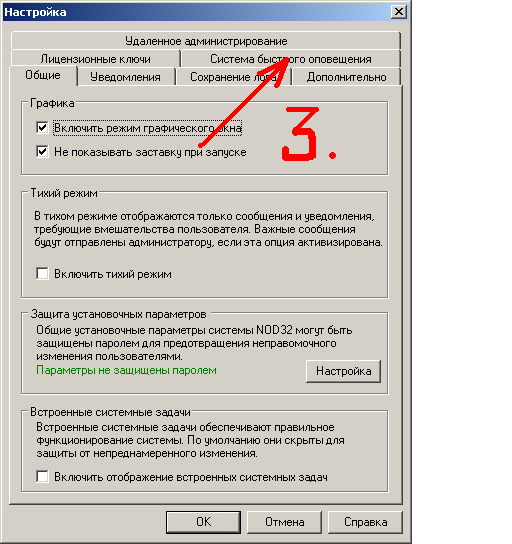 Настройка
Удаленное администрирование
Лицензионные ключи
Система быстрого оповещения
Общие
Уведомления
Сохранение лога
Дополнительно
Графика
Включить режим графического окна
Не показывать заставку при запуске
3.
Тихий режим
В тихом режиме отображаются только сообщения и уведомления,
требующие вмешательства пользователя. Важные сообщения
будут отправлены администратору, если эта опция активизирована.
Включить тихий режим
Защита установочных параметров
Общие установочные параметры системы NOD32 могут быть
защищены паролем для предотвращения неправомочного
изменения пользователями.
Параметры не защищены паролем
Настройка
Встроенные системные задачи
Встроенные системные задачи обеспечивают правильное
функционирование системы. По умолчанию они скрыты для
защиты от непреднамеренного изменения.
Включить отображение встроенных системных задач
OK
Отмена
Справка